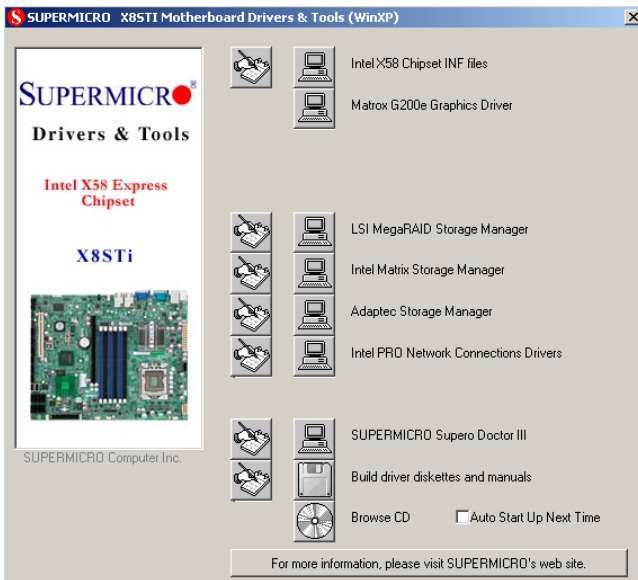 SUPERMICRO X8STI Motherboard Drivers & Tools (WinXP)
SUPERMICRO®
Drivers & Tools
Intel X58 Express
Chipset
X8STi
SUPERMICRO Computer Inc.
Intel X58 Chipset INF files
Matrox G200e Graphics Driver
LSI MegaRAID Storage Manager
Intel Matrix Storage Manager
Adaptec Storage Manager
Intel PRO Network Connections Drivers
SUPERMICRO Supero Doctor III
Build driver diskettes and manuals
Browse CD
Auto Start Up Next Time
For more information, please visit SUPERMICRO's web site.